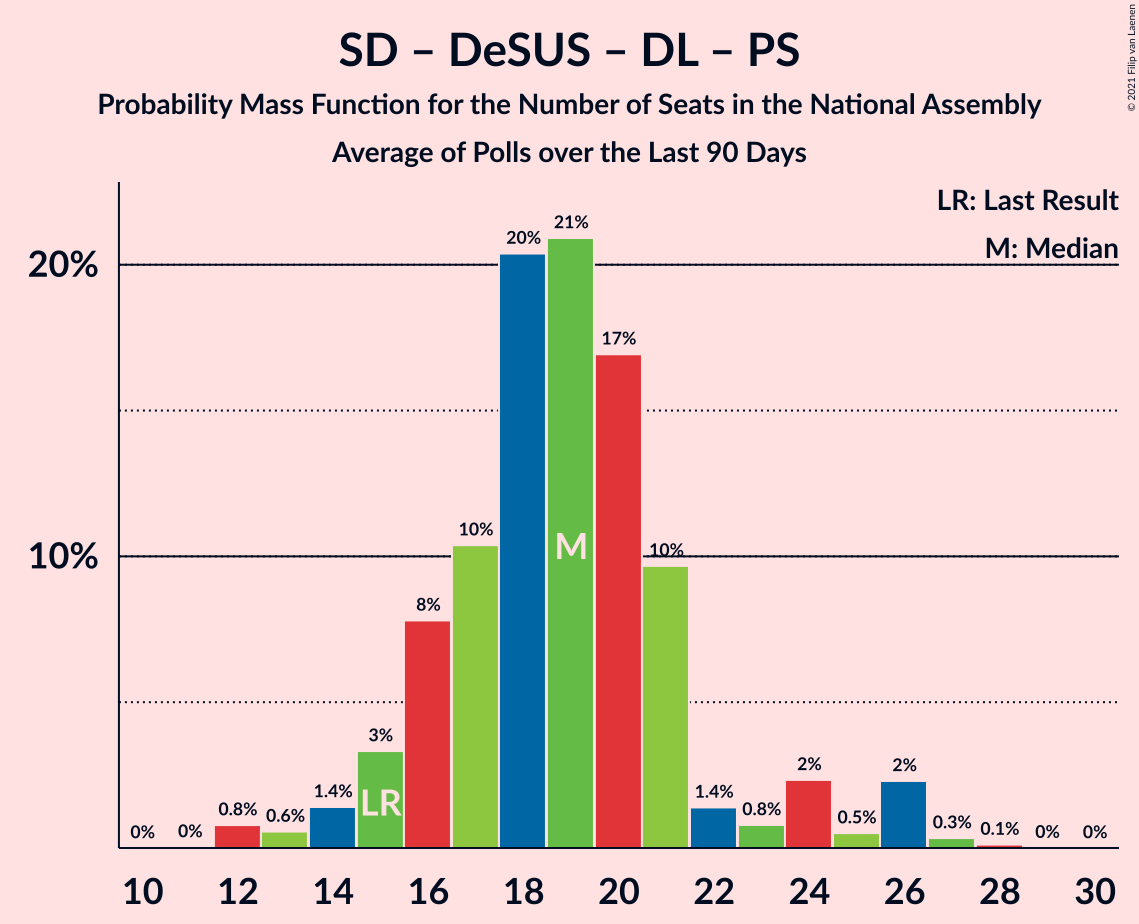 SD – DeSUS – DL – PS
Probability Mass Function for the Number of Seats in the National Assembly
Average of Polls over the Last 90 Days
© 2021 Filip van Laenen
LR: Last Result
M: Median
20%
10%
0%
0%
0.8%
0.6%
1.4%
3%
8%
10%
20%
21%
17%
10%
1.4%
0.8%
2%
0.5%
2%
0.3%
0.1%
0%
0%
LR
M
10 12 14 16 18 20 22 24 26 28 30